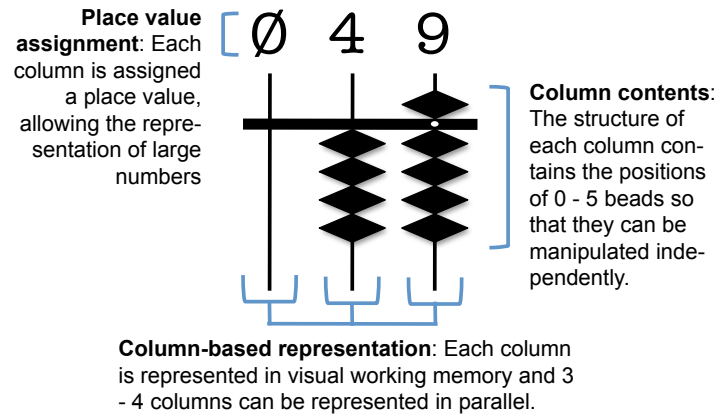 Place value
assignment: Each
column is assigned
a place value,
allowing the repre-
sentation of large
numbers
Ø 4 9
Column contents:
The structure of
each column con-
tains the positions
of 0 - 5 beads so
that they can be
manipulated inde-
pendently.
Column-based representation: Each column
is represented in visual working memory and 3
- 4 columns can be represented in parallel.